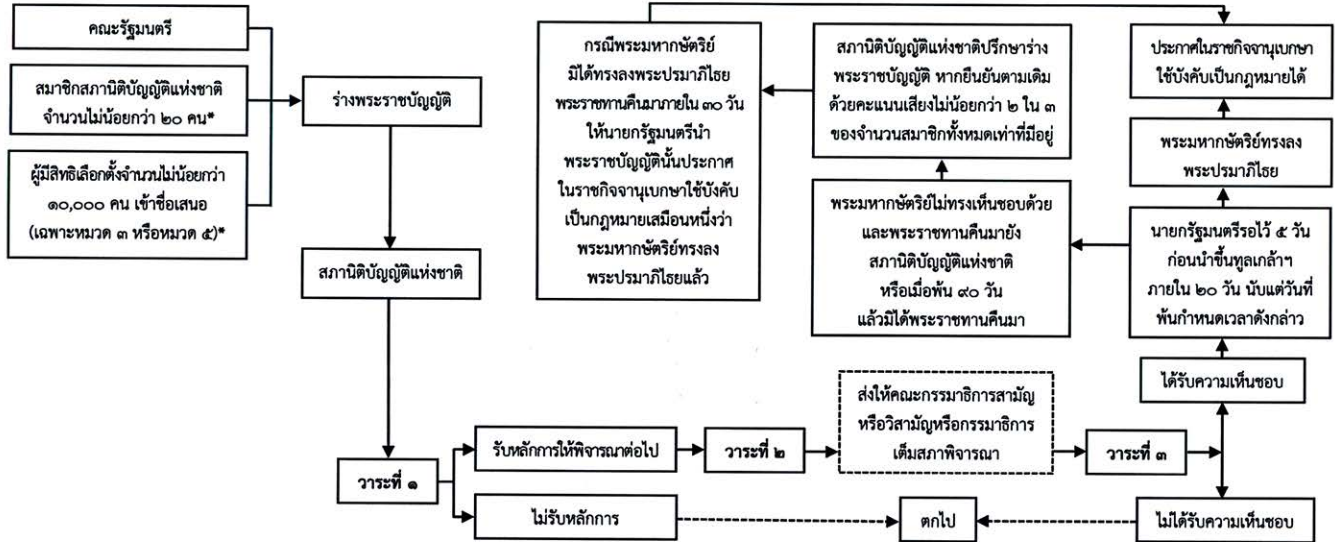 คณะรัฐมนตรี
สมาชิกสภานิติบัญญัติแห่งชาติ
จำนวนไม่น้อยกว่า ๒๐ คน*
ผู้มีสิทธิเลือกตั้งจำนวนไม่น้อยกว่า
๑๐,๐๐๐ คน เข้าชื่อเสนอ
(เฉพาะหมวด ๓ หรือหมวด ๕)*
ร่างพระราชบัญญัติ
สภานิติบัญญัติแห่งชาติ
วาระที่ ๑
รับหลักการให้พิจารณาต่อไป
ไม่รับหลักการ
วาระที่ ๒
ส่งให้คณะกรรมาธิการสามัญ
หรือวิสามัญหรือกรรมาธิการ
เต็มสภาพิจารณา
วาระที่ ๓
ตกไป
ไม่ได้รับความเห็นชอบ
ได้รับความเห็นชอบ
นายกรัฐมนตรีรอไว้ ๕ วัน
ก่อนนำขึ้นทูลเกล้าฯ
ภายใน ๒๐ วัน นับแต่วันที่
พ้นกำหนดเวลาดังกล่าว
พระมหากษัตริย์ทรงลง
พระปรมาภิไธย
ประกาศในราชกิจจานุเบกษา
ใช้บังคับเป็นกฎหมายได้
พระมหากษัตริย์ไม่ทรงเห็นชอบด้วย
และพระราชทานคืนมายัง
สภานิติบัญญัติแห่งชาติ
หรือเมื่อพ้น ๙๐ วัน
แล้วมิได้พระราชทานคืนมา
สภานิติบัญญัติแห่งชาติปรึกษาร่าง
พระราชบัญญัติ หากยืนยันตามเดิม
ด้วยคะแนนเสียงไม่น้อยกว่า ๒ ใน ๓
ของจำนวนสมาชิกทั้งหมดเท่าที่มีอยู่
กรณีพระมหากษัตริย์
มิได้ทรงลงพระปรมาภิไธย
พระราชทานคืนมาภายใน ๓๐ วัน
ให้นายกรัฐมนตรีนำ
พระราชบัญญัตินั้นประกาศ
ในราชกิจจานุเบกษาใช้บังคับ
เป็นกฎหมายเสมือนหนึ่งว่า
พระมหากษัตริย์ทรงลง
พระปรมาภิไธยแล้ว